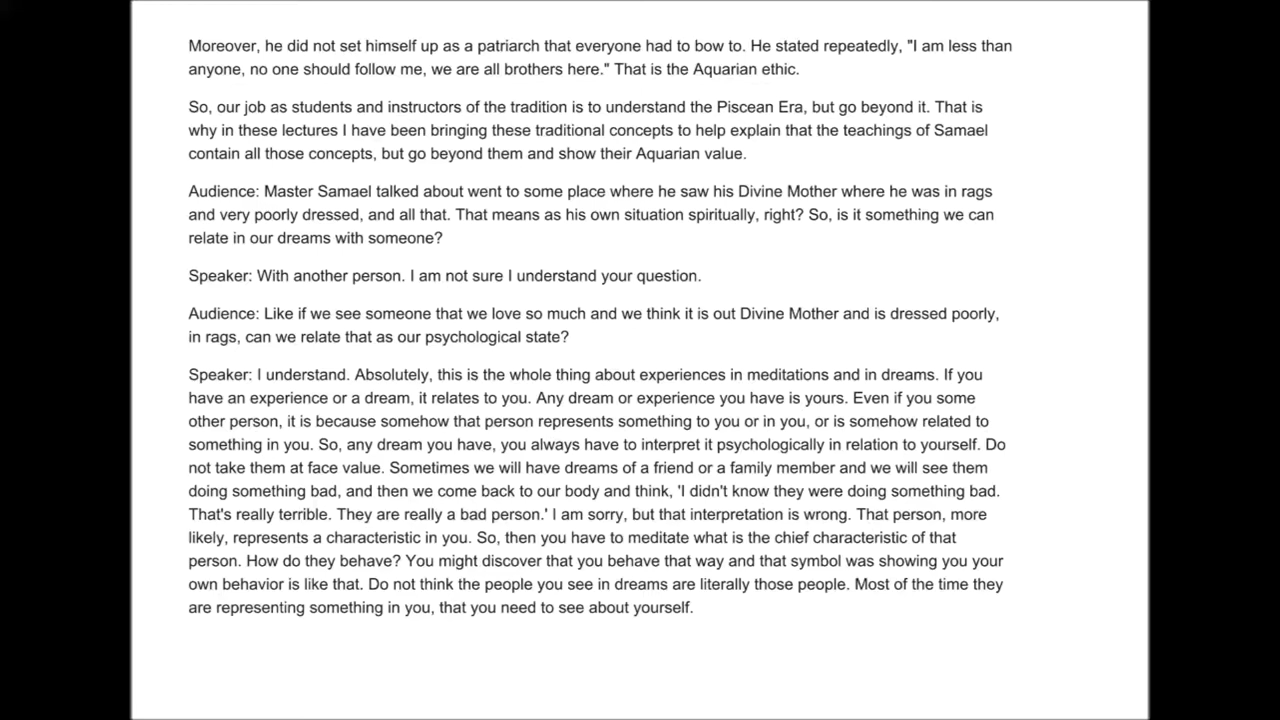 Moreover, he did not set himself up as a patriarch that everyone had to bow to. He stated repeatedly, "I am less than
anyone, no one should follow me, we are all brothers here." That is the Aquarian ethic.
So, our job as students and instructors of the tradition is to understand the Piscean Era, but go beyond it. That is
why in these lectures I have been bringing these traditional concepts to help explain that the teachings of Samael
contain all those concepts, but go beyond them and show their Aquarian value.
Audience: Master Samael talked about went to some place where he saw his Divine Mother where he was in rags
and very poorly dressed, and all that. That means as his own situation spiritually, right? So, is it something we can
relate in our dreams with someone?
Speaker: With another person. I am not sure I understand your question.
Audience: Like if we see someone that we love so much and we think it is out Divine Mother and is dressed poorly,
in rags, can we relate that as our psychological state?
Speaker: I understand. Absolutely, this is the whole thing about experiences in meditations and in dreams. If you
have an experience or a dream, it relates to you. Any dream or experience you have is yours. Even if you some
other person, it is because somehow that person represents something to you or in you, or is somehow related to
something in you. So, any dream you have, you always have to interpret it psychologically in relation to yourself. Do
not take them at face value. Sometimes we will have dreams of a friend or a family member and we will see them
doing something bad, and then we come back to our body and think, 'I didn't know they were doing something bad.
That's really terrible. They are really a bad person.' I am sorry, but that interpretation is wrong. That person, more
likely, represents a characteristic in you. So, then you have to meditate what is the chief characteristic of that
person. How do they behave? You might discover that you behave that way and that symbol was showing you your
own behavior is like that. Do not think the people you see in dreams are literally those people. Most of the time they
are representing something in you, that you need to see about yourself.